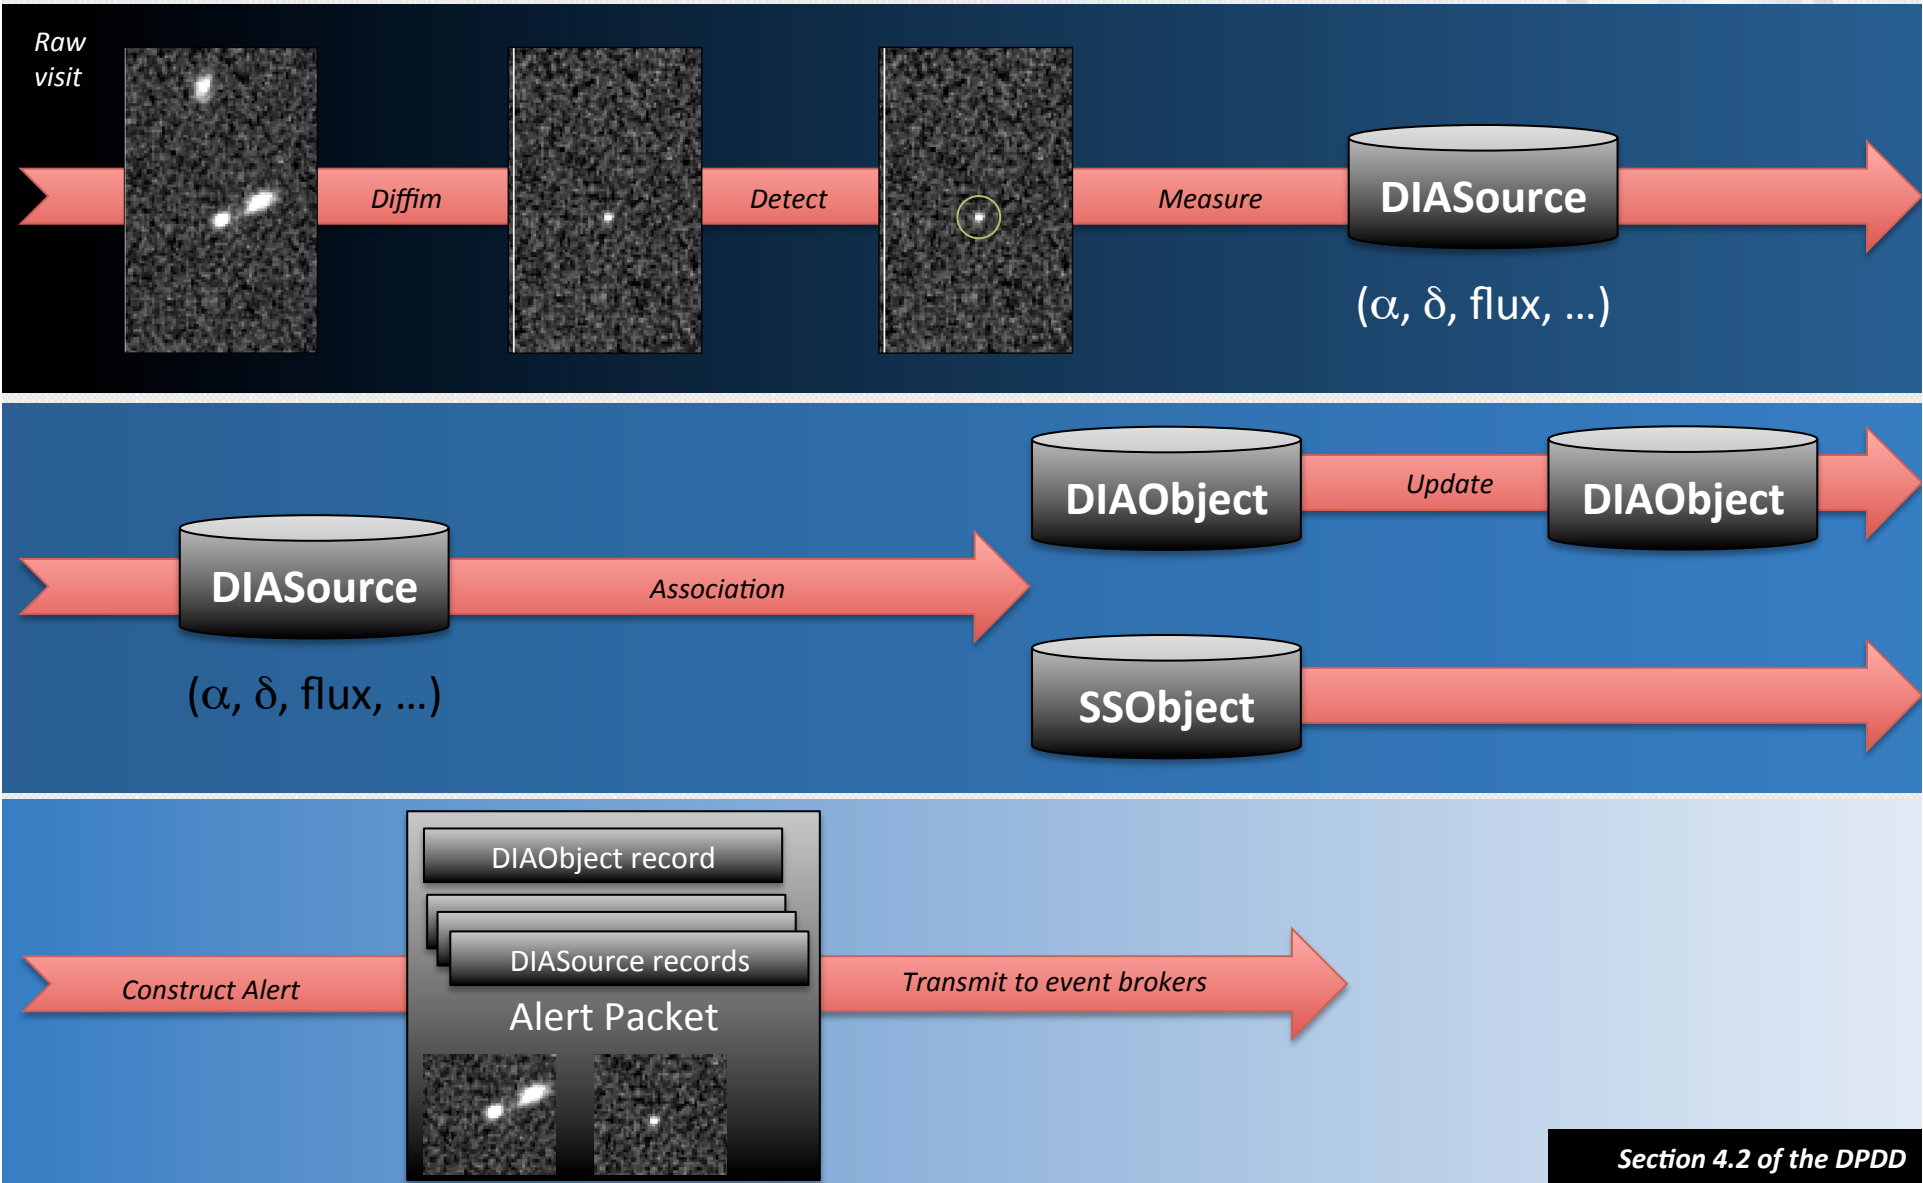 Raw
visit
Diffim
Detect
Measure
DIASource
(α, δ, flux, ...)
DIAObject
Update
DIAObject
DIASource
Association
(α, δ, flux, ...)
SSObject
DIAObject record
DIASource records
Construct Alert
Alert Packet
Transmit to event brokers
Section 4.2 of the DPDD